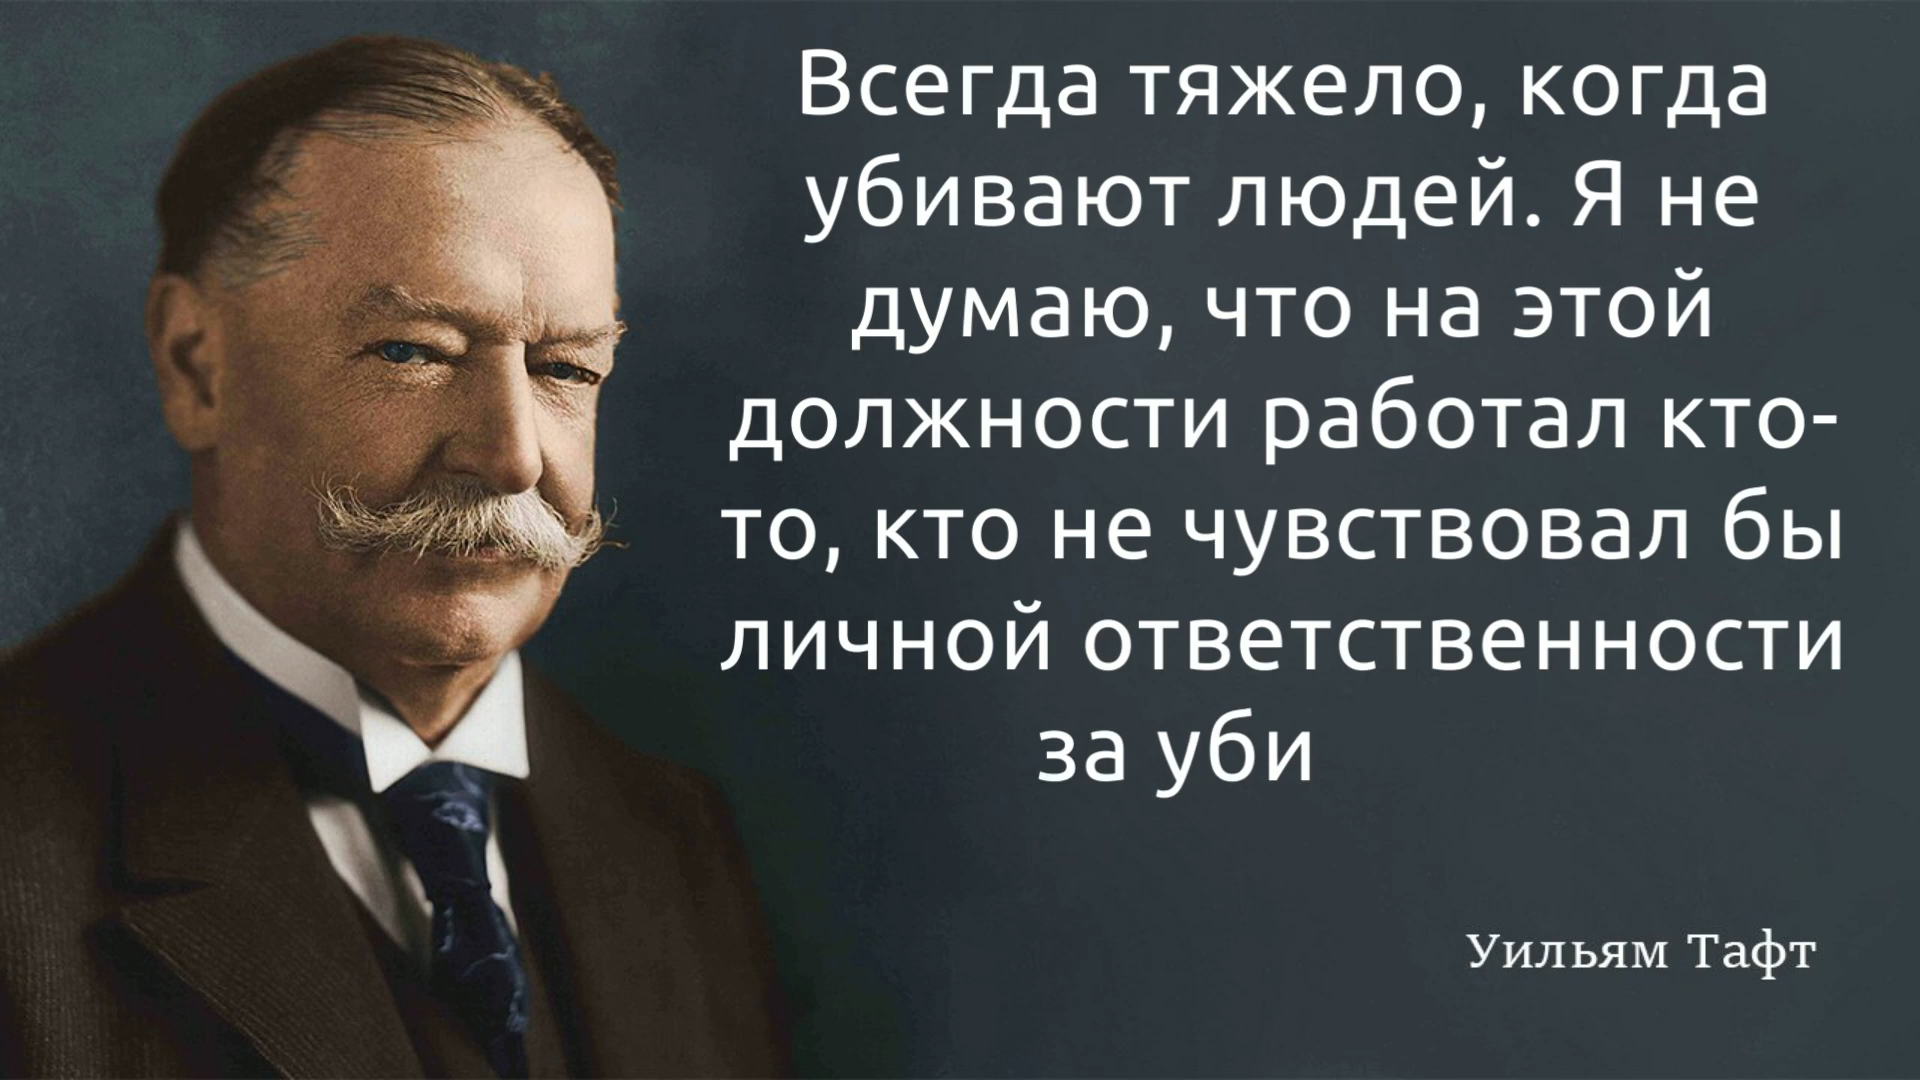 Всегда тяжело, когда
убивают людей. Я не
думаю, что на этой
должности работал кто-
то, кто не чувствовал бы
личной ответственности
за уби
Уильям Тафт